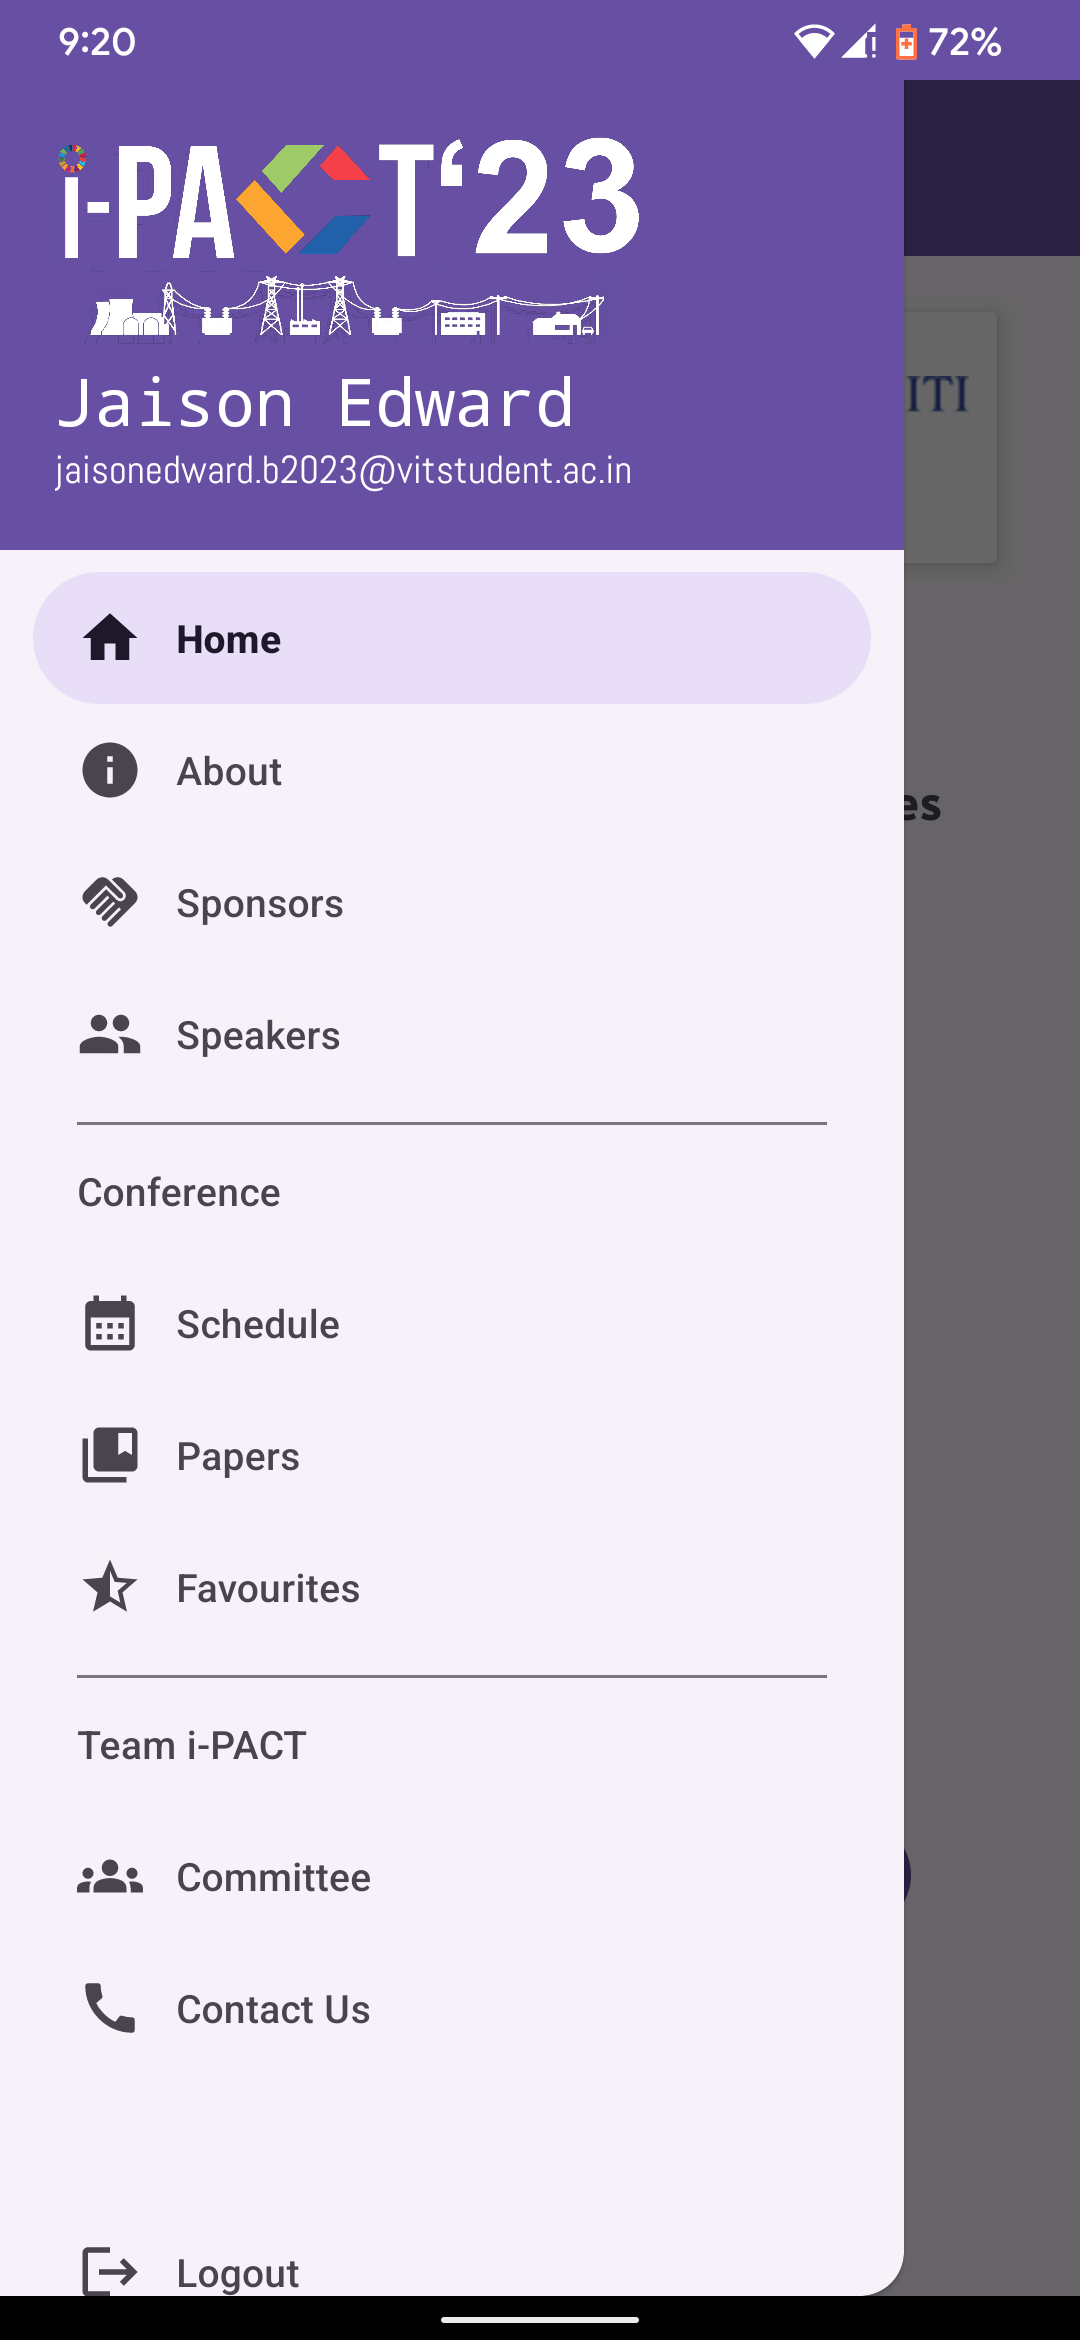 9:20
72%
i-PACT‘23
Jaison Edward
jaisonedward.b2023@vitstudent.ac.in
ITI
Home
About
es
Sponsors
Speakers
Conference
Schedule
Papers
Favourites
Team i-PACT
Committee
Contact Us
Logout